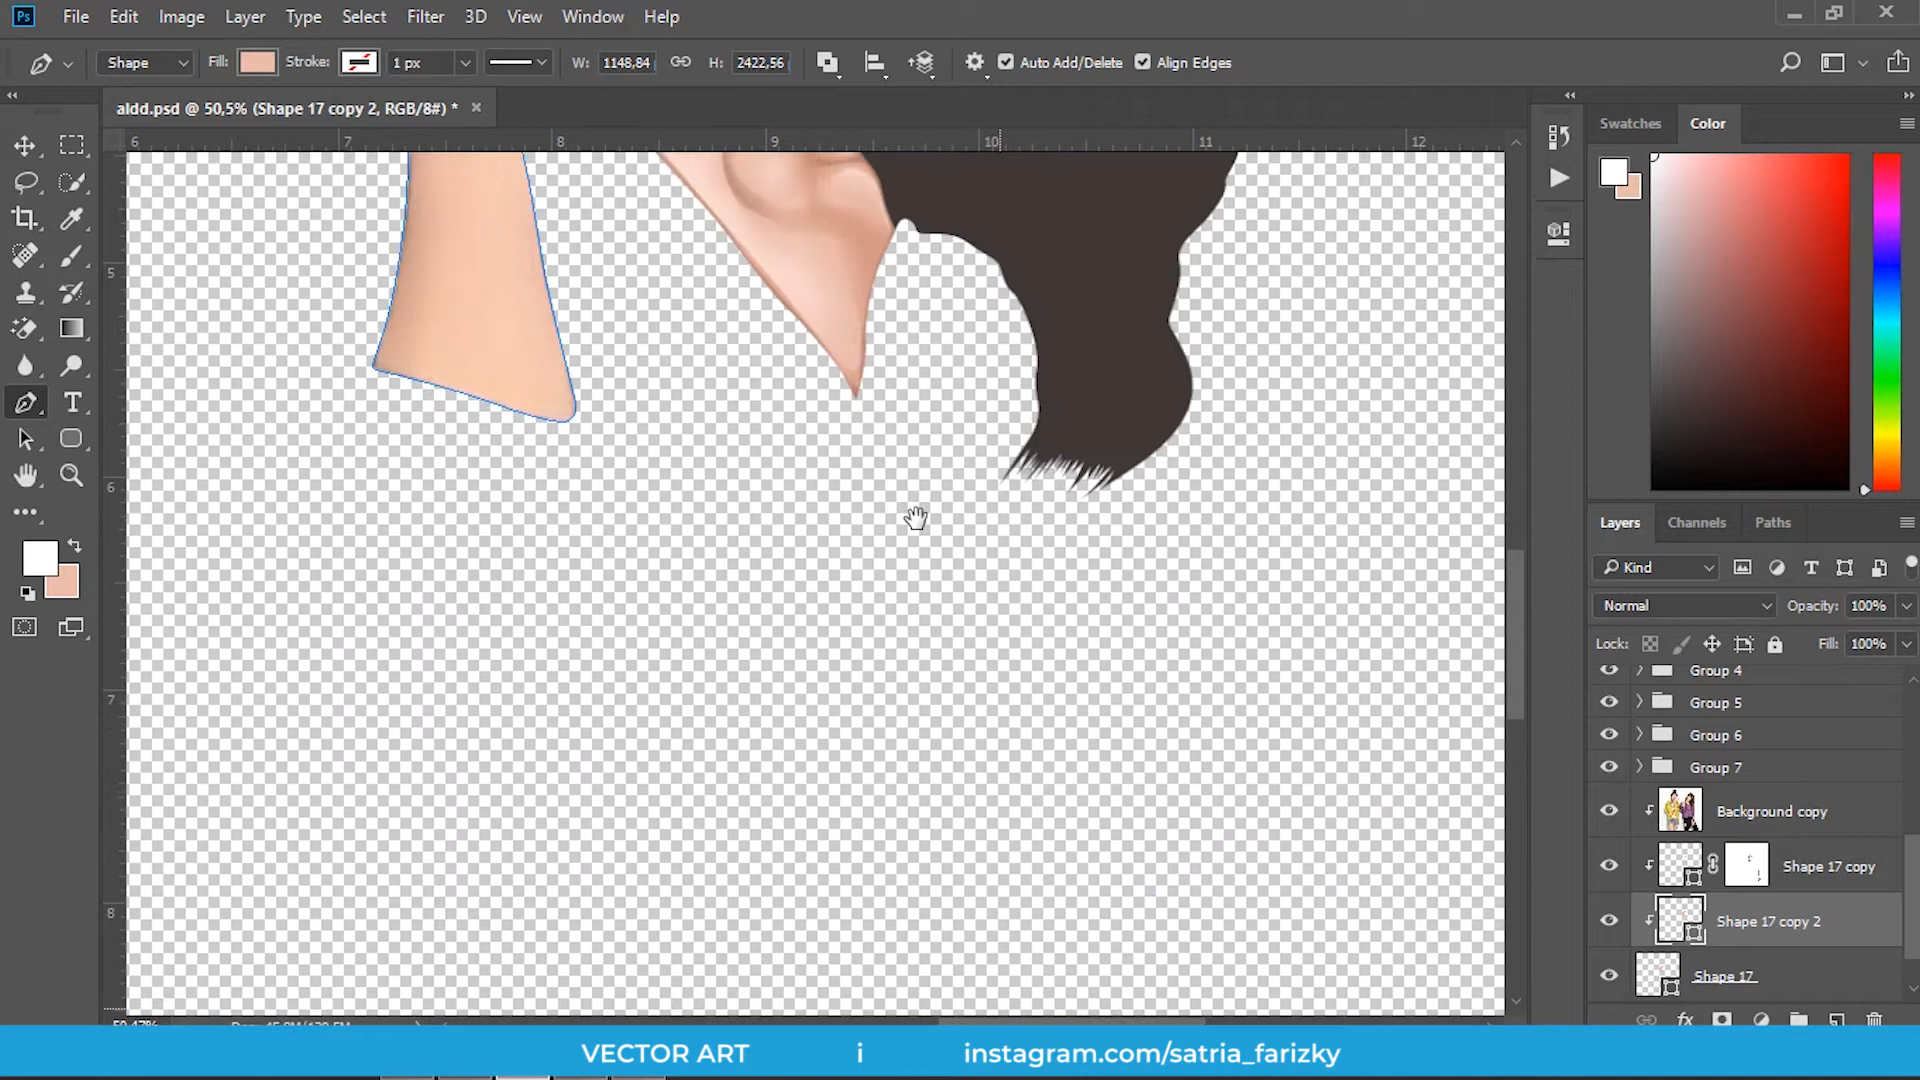 Ps File Edit Image Layer Type Select Filter 3D View Window Help
Shape Fill: Stroke: 1 px W: 1148,84 H: 2422,56 Auto Add/Delete Align Edges
aldd.psd @ 50,5% (Shape 17 copy 2, RGB/8#) * ×
6 7 8 9 10 11 12
5
6
7
8
T
Swatches Color
Layers Channels Paths
Kind T
Normal Opacity: 100%
Lock: Fill: 100%
Group 4
Group 5
Group 6
Group 7
Background copy
Shape 17 copy
Shape 17 copy 2
Shape 17
fx
VECTOR ART i instagram.com/satria_farizky